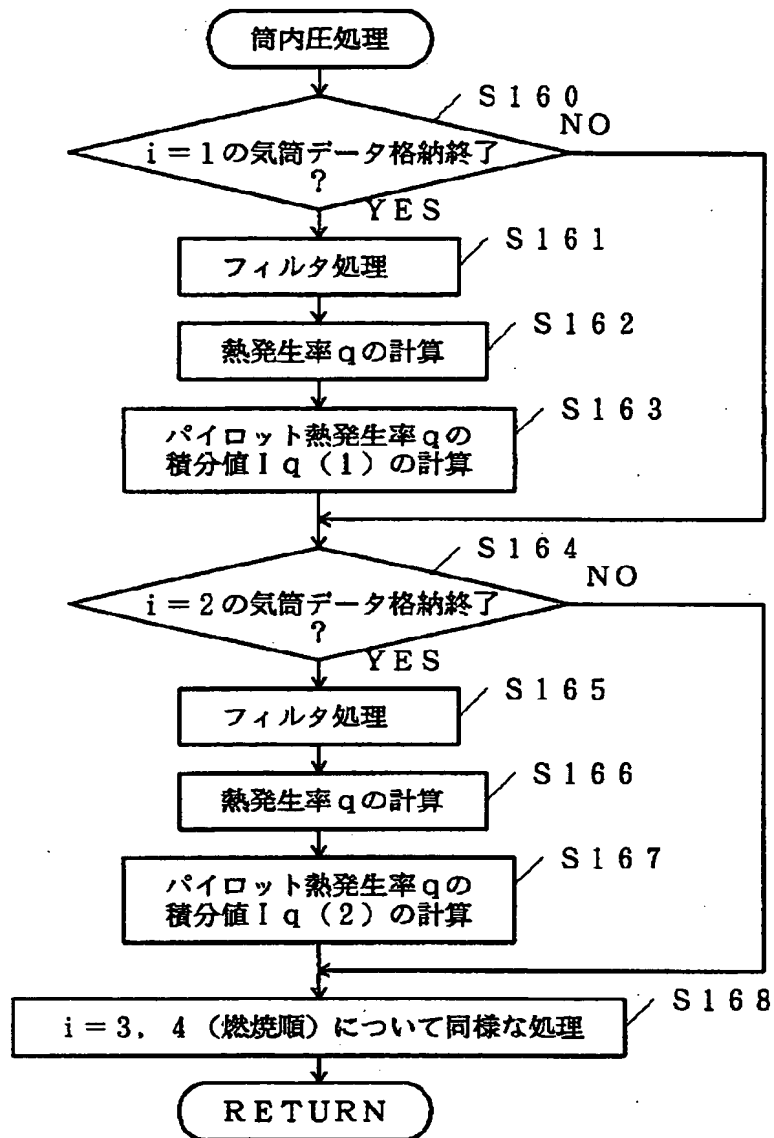 筒内圧処理
S160
NO
i=1の気筒データ格納終了
?
YES
S161
フィルタ処理
S162
熱発生率qの計算
S163
パイロット熱発生率qの
積分値Iq(1)の計算
S164
NO
i=2の気筒データ格納終了
?
YES
S165
フィルタ処理
S166
熱発生率qの計算
S167
パイロット熱発生率qの
積分値Iq(2)の計算
S168
i=3, 4(燃焼順)について同様な処理
RETURN